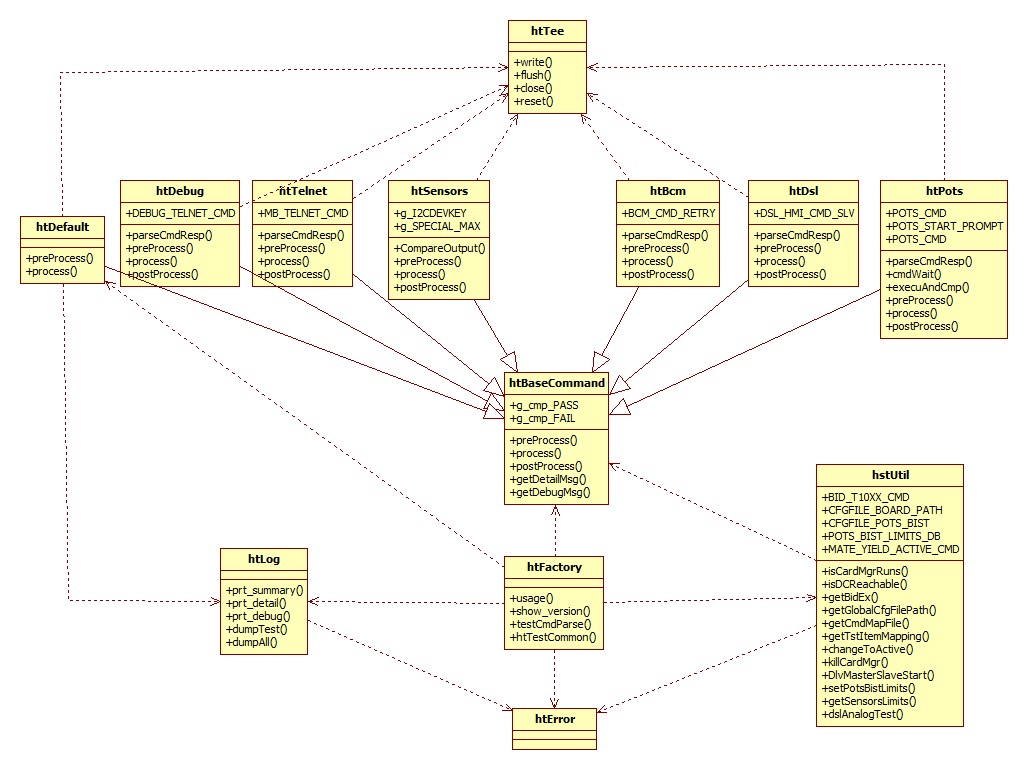 htTee
+write()
+flush()
+close()
+reset()
htDefault
+preProcess()
+process()
htDebug
+DEBUG_TELNET_CMD
+parseCmdResp()
+preProcess()
+process()
+postProcess()
htTelnet
+MB_TELNET_CMD
+parseCmdResp()
+preProcess()
+process()
+postProcess()
htSensors
+g_I2CDEVKEY
+g_SPECIAL_MAX
+CompareOutput()
+preProcess()
+process()
+postProcess()
htBcm
+BCM_CMD_RETRY
+parseCmdResp()
+preProcess()
+process()
+postProcess()
htDsl
+DSL_HMI_CMD_SLV
+parseCmdResp()
+preProcess()
+process()
+postProcess()
htPots
+POTS_CMD
+POTS_START_PROMPT
+POTS_CMD
+parseCmdResp()
+cmdWait()
+execuAndCmp()
+preProcess()
+process()
+postProcess()
htBaseCommand
+g_cmp_PASS
+g_cmp_FAIL
+preProcess()
+process()
+postProcess()
+getDetailMsg()
+getDebugMsg()
hstUtil
+BID_T10XX_CMD
+CFGFILE_BOARD_PATH
+CFGFILE_POTS_BIST
+POTS_BIST_LIMITS_DB
+MATE_YIELD_ACTIVE_CMD
+isCardMgrRuns()
+isDCReachable()
+getBidEx()
+getGlobalCfgFilePath()
+getCmdMapFile()
+getTstItemMapping()
+changeToActive()
+killCardMgr()
+DlvMasterSlaveStart()
+setPotsBistLimits()
+getSensorsLimits()
+dslAnalogTest()
htLog
+prt_summary()
+prt_detail()
+prt_debug()
+dumpTest()
+dumpAll()
htFactory
+usage()
+show_version()
+testCmdParse()
+htTestCommon()
htError